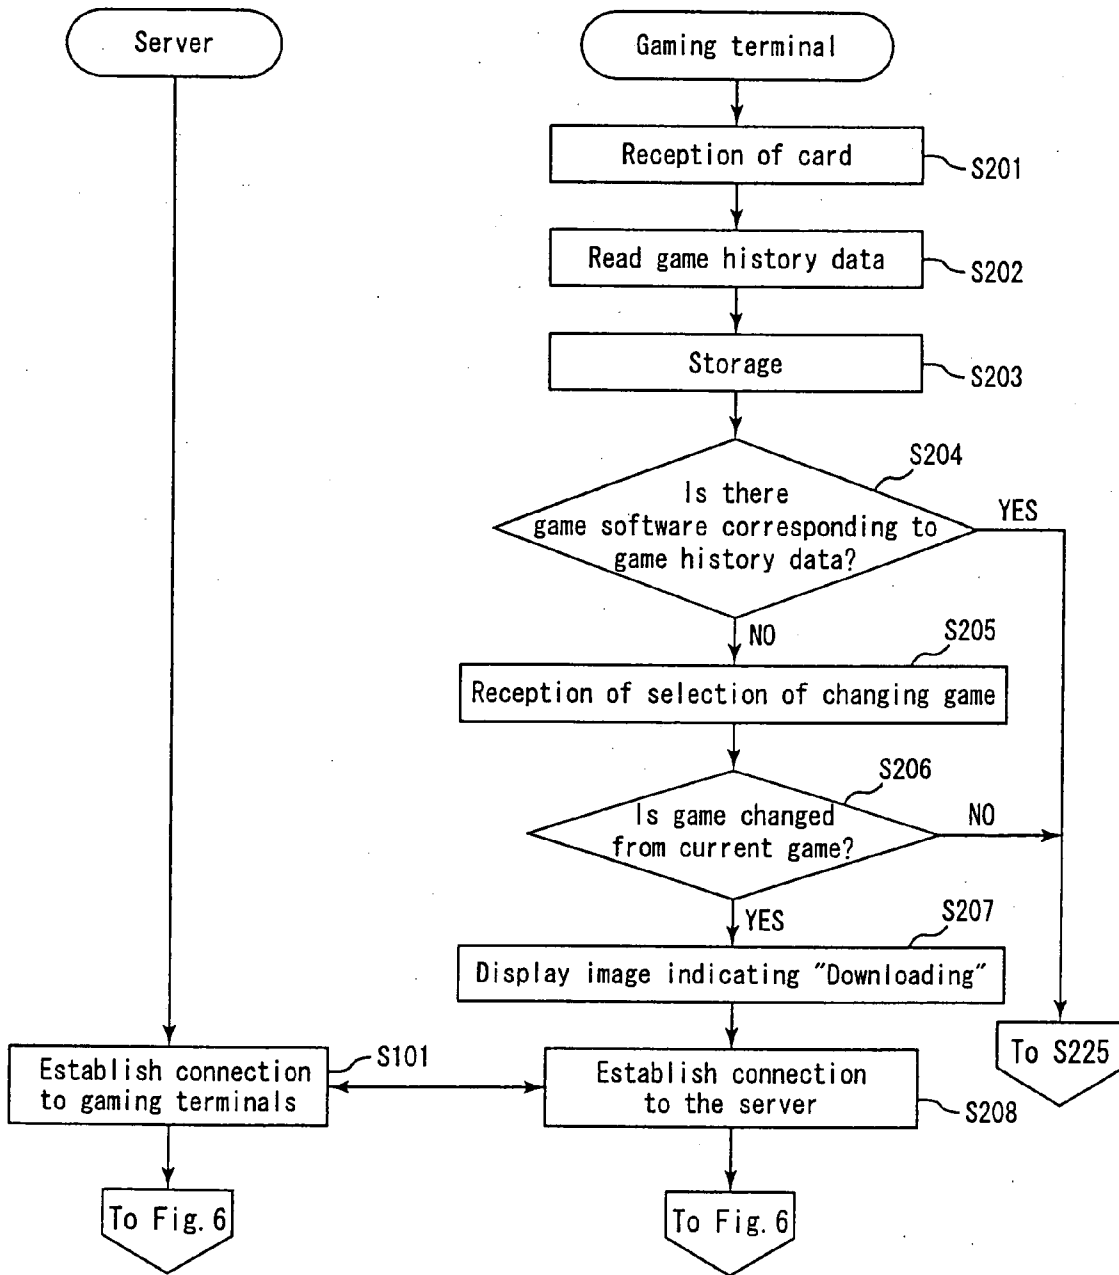 Server
Gaming terminal
Reception of card
S201
Read game history data
S202
Storage
S203
S204
Is there
game software corresponding to
game history data?
YES
NO
S205
Reception of selection of changing game
S206
Is game changed
from current game?
NO
YES
S207
Display image indicating "Downloading"
To S225
Establish connection
to gaming terminals
S101
Establish connection
to the server
S208
To Fig. 6
To Fig. 6